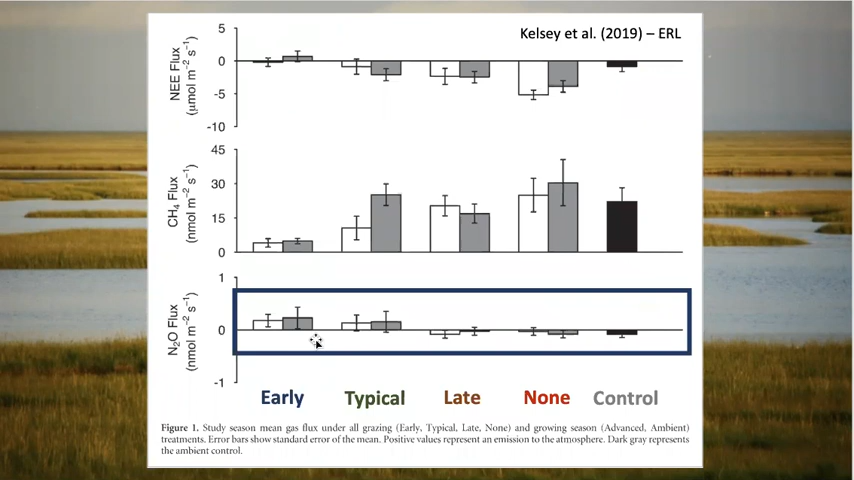 Kelsey et al. (2019) – ERL
5
0
-5
-10
NEE Flux
(μmol m⁻² s⁻¹)
45
30
15
0
CH₄ Flux
(nmol m⁻² s⁻¹)
1
0
-1
N₂O Flux
(nmol m⁻² s⁻¹)
Early Typical Late None Control
Figure 1. Study season mean gas flux under all grazing (Early, Typical, Late, None) and growing season (Advanced, Ambient)
treatments. Error bars show standard error of the mean. Positive values represent an emission to the atmosphere. Dark gray represents
the ambient control.